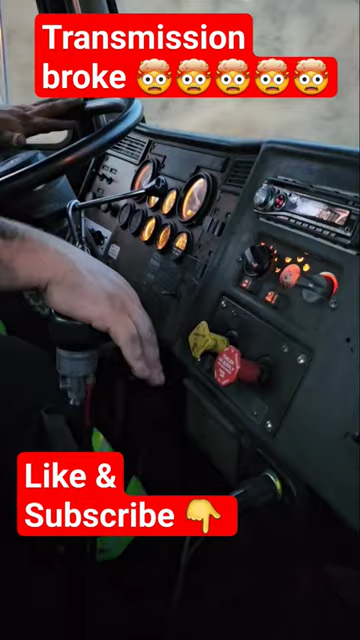 Transmission
broke 🤯🤯🤯🤯🤯
Like &
Subscribe 👇